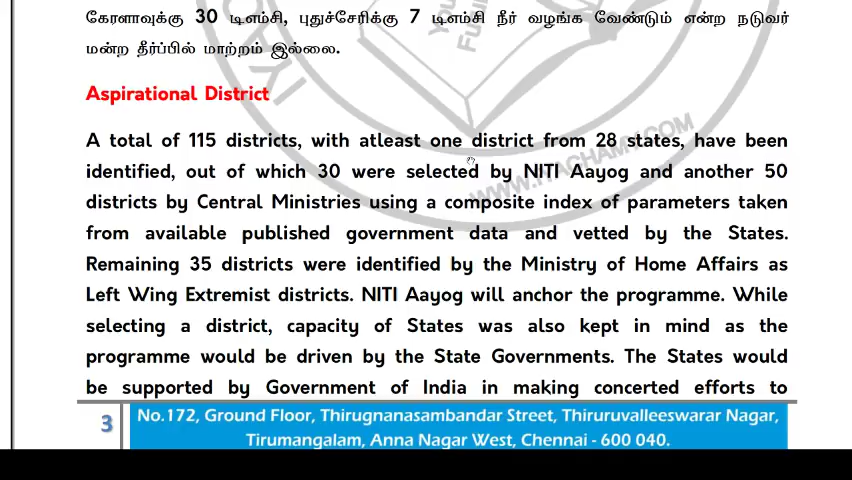 கேரளாவுக்கு 30 டிஎம்சி, புதுச்சேரிக்கு 7 டிஎம்சி நீர் வழங்க வேண்டும் என்ற நடுவர்
மன்ற தீர்ப்பில் மாற்றம் இல்லை.
Aspirational District
A total of 115 districts, with atleast one district from 28 states, have been
identified, out of which 30 were selected by NITI Aayog and another 50
districts by Central Ministries using a composite index of parameters taken
from available published government data and vetted by the States.
Remaining 35 districts were identified by the Ministry of Home Affairs as
Left Wing Extremist districts. NITI Aayog will anchor the programme. While
selecting a district, capacity of States was also kept in mind as the
programme would be driven by the State Governments. The States would
be supported by Government of India in making concerted efforts to
3
No.172, Ground Floor, Thirugnanasambandar Street, Thiruruvalleeswarar Nagar,
Tirumangalam, Anna Nagar West, Chennai - 600 040.